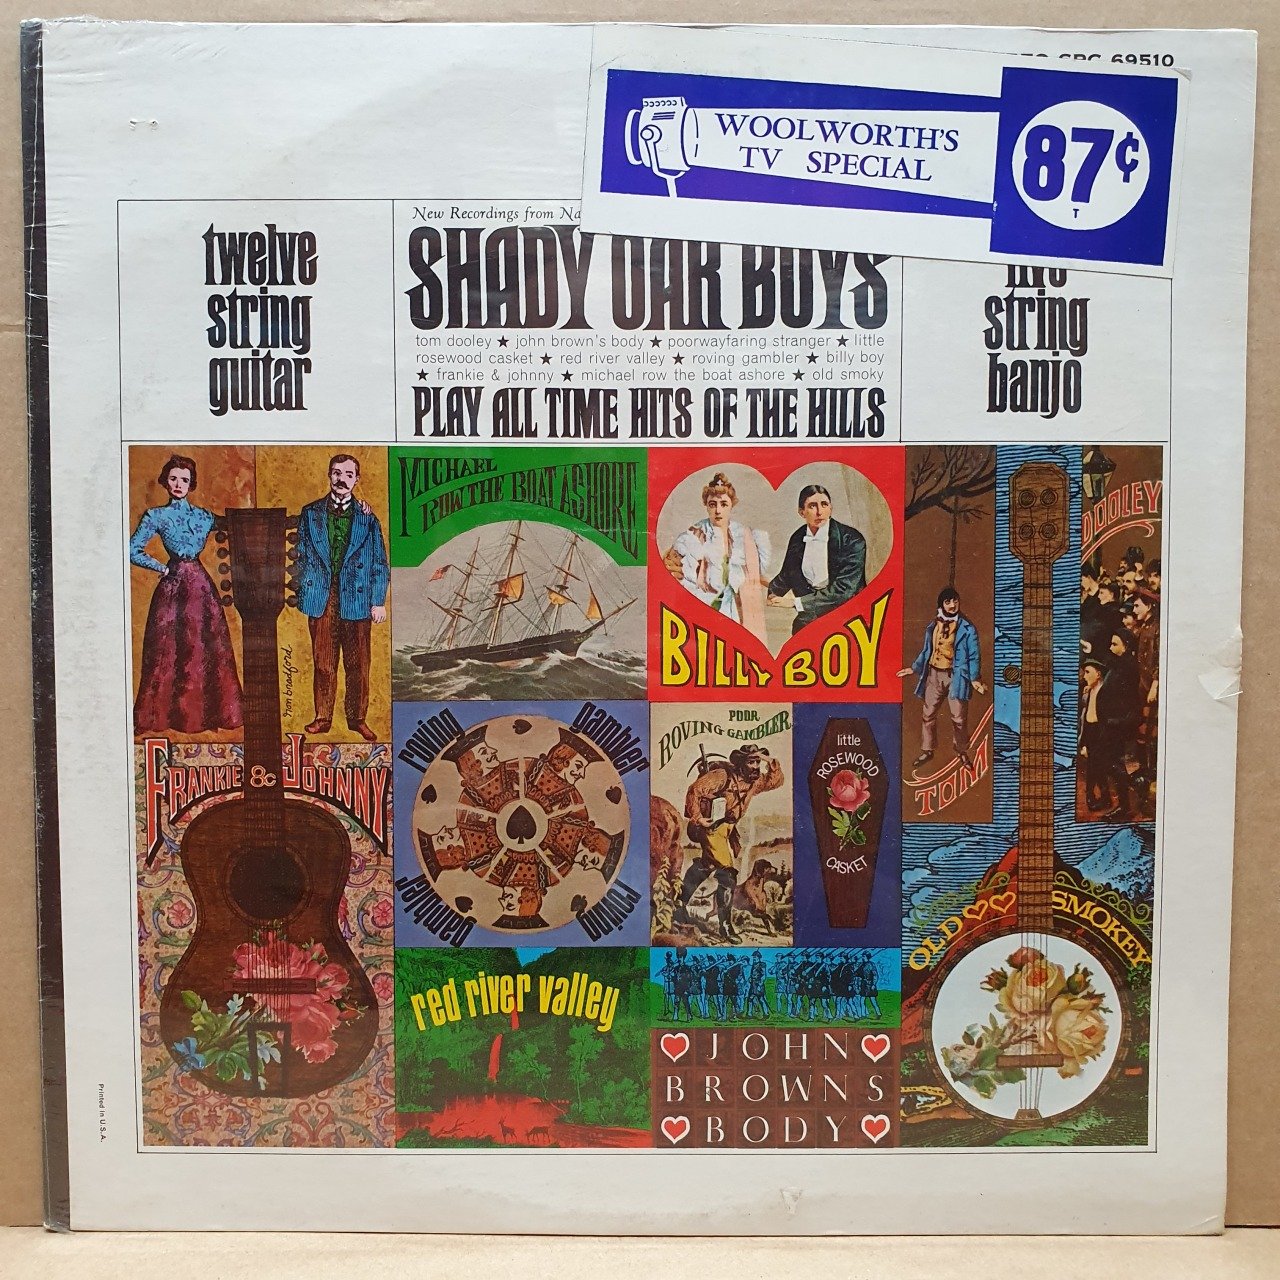 69510
WOOLWORTH'S
TV SPECIAL
87¢
T
New Recordings from
twelve
string
guitar
SHADY OAK BOYS
tom dooley ★ john brown's body ★ poorwayfaring stranger ★ little
rosewood casket ★ red river valley ★ roving gambler ★ billy boy
★ frankie & johnny ★ michael row the boat ashore ★ old smoky
PLAY ALL TIME HITS OF THE HILLS
string
banjo
ron bradford
FRANKIE & JOHNNY
MICHAEL
ROW THE BOAT ASHORE
BILLY BOY
DOOLEY
TOM
roving gambler
roving gambler
POOR
ROVING GAMBLER
little
ROSEWOOD
CASKET
OLD SMOKEY
red river valley
JOHN
BROWNS
BODY
Printed in U.S.A.